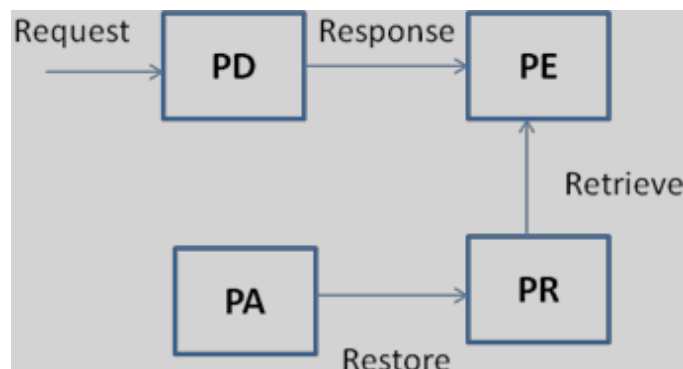 Request
Response
PD
PE
Retrieve
PA
PR
Restore